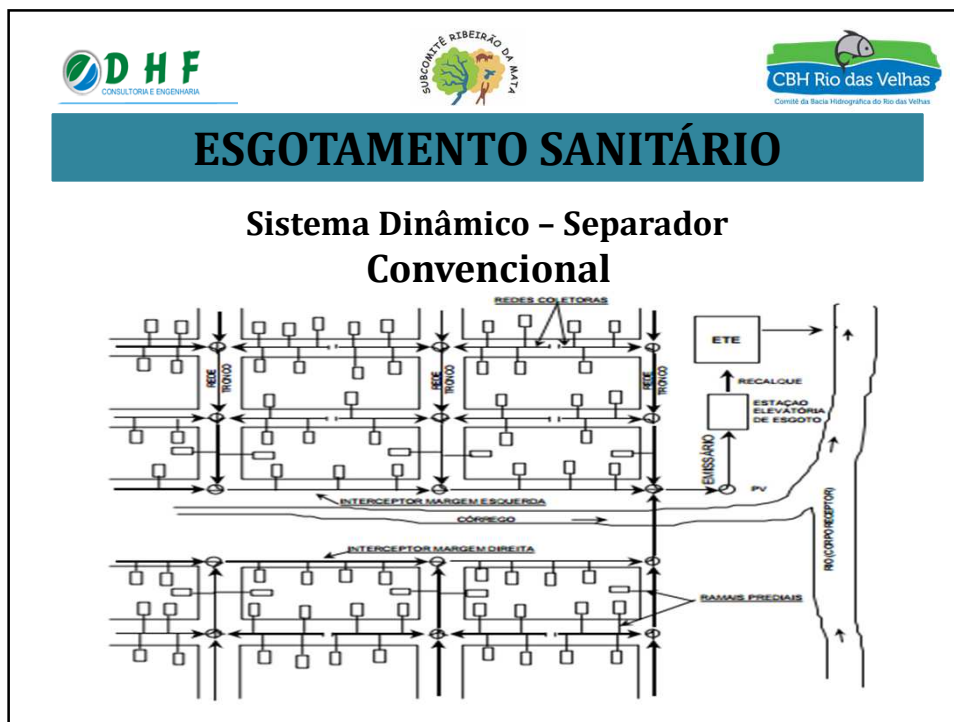 DHF
CONSULTORIA E ENGENHARIA
SUBCOMITÊ RIBEIRÃO DA MATA
CBH Rio das Velhas
Comitê da Bacia Hidrográfica do Rio das Velhas
ESGOTAMENTO SANITÁRIO
Sistema Dinâmico – Separador
Convencional
REDES COLETORAS
ETE
REDE
TRONCO
REDE
TRONCO
REDE
TRONCO
RECALQUE
ESTAÇAO
ELEVATÓRIA
DE ESGOTO
EMISSÁRIO
PV
INTERCEPTOR MARGEM ESQUERDA
CÓRREGO
RIO (CORPO RECEPTOR)
INTERCEPTOR MARGEM DIREITA
RAMAIS PREDIAIS